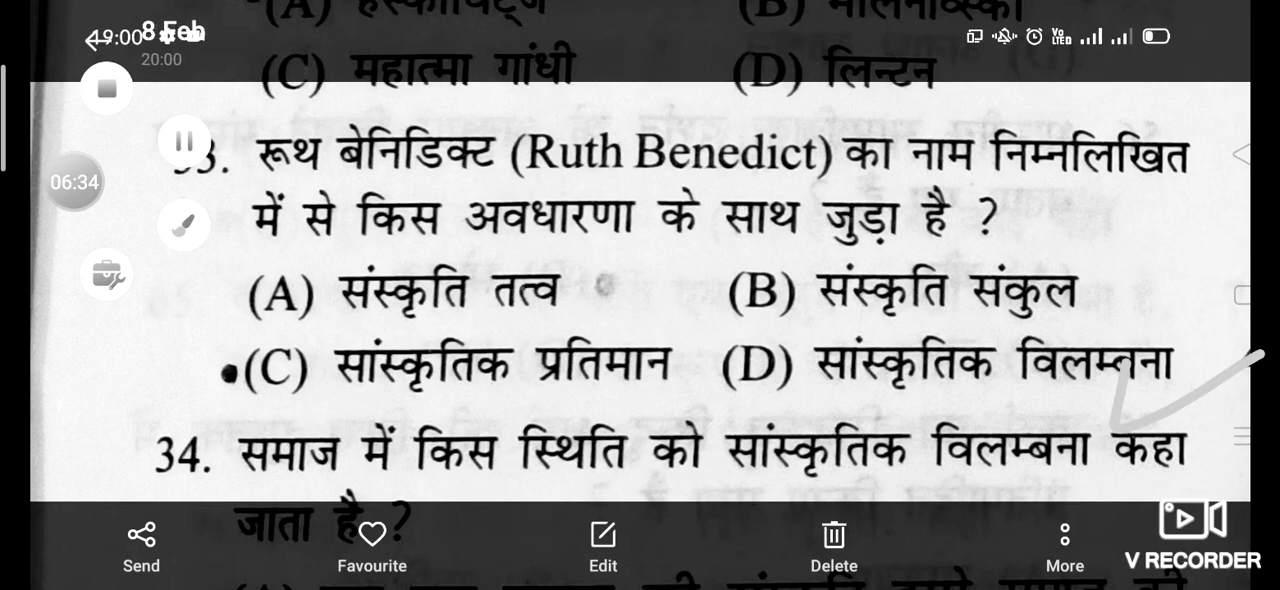 (C) महात्मा गांधी (D) लिन्टन
19:00 8 Feb
20:00
3. रूथ बेनिडिक्ट (Ruth Benedict) का नाम निम्नलिखित
06:34
में से किस अवधारणा के साथ जुड़ा है ?
(A) संस्कृति तत्व (B) संस्कृति संकुल
(C) सांस्कृतिक प्रतिमान (D) सांस्कृतिक विलम्बना
34. समाज में किस स्थिति को सांस्कृतिक विलम्बना कहा
जाता है ?
Send Favourite Edit Delete More
V RECORDER